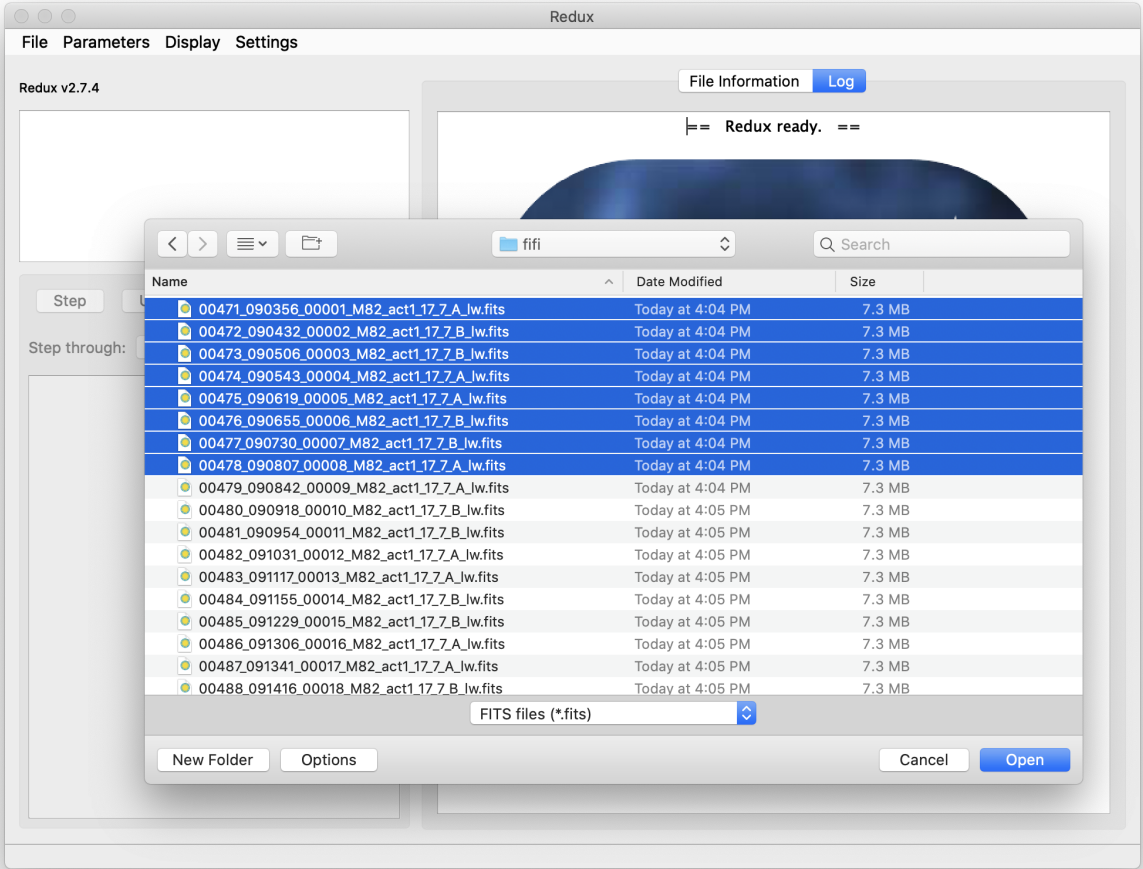 Redux
File Parameters Display Settings
Redux v2.7.4
File Information Log
== Redux ready. ==
fifi
Search
Name Date Modified Size
Step
Step through:
00471_090356_00001_M82_act1_17_7_A_lw.fits Today at 4:04 PM 7.3 MB
00472_090432_00002_M82_act1_17_7_B_lw.fits Today at 4:04 PM 7.3 MB
00473_090506_00003_M82_act1_17_7_B_lw.fits Today at 4:04 PM 7.3 MB
00474_090543_00004_M82_act1_17_7_A_lw.fits Today at 4:04 PM 7.3 MB
00475_090619_00005_M82_act1_17_7_A_lw.fits Today at 4:04 PM 7.3 MB
00476_090655_00006_M82_act1_17_7_B_lw.fits Today at 4:04 PM 7.3 MB
00477_090730_00007_M82_act1_17_7_B_lw.fits Today at 4:04 PM 7.3 MB
00478_090807_00008_M82_act1_17_7_A_lw.fits Today at 4:04 PM 7.3 MB
00479_090842_00009_M82_act1_17_7_A_lw.fits Today at 4:04 PM 7.3 MB
00480_090918_00010_M82_act1_17_7_B_lw.fits Today at 4:05 PM 7.3 MB
00481_090954_00011_M82_act1_17_7_B_lw.fits Today at 4:05 PM 7.3 MB
00482_091031_00012_M82_act1_17_7_A_lw.fits Today at 4:05 PM 7.3 MB
00483_091117_00013_M82_act1_17_7_A_lw.fits Today at 4:05 PM 7.3 MB
00484_091155_00014_M82_act1_17_7_B_lw.fits Today at 4:05 PM 7.3 MB
00485_091229_00015_M82_act1_17_7_B_lw.fits Today at 4:05 PM 7.3 MB
00486_091306_00016_M82_act1_17_7_A_lw.fits Today at 4:05 PM 7.3 MB
00487_091341_00017_M82_act1_17_7_A_lw.fits Today at 4:05 PM 7.3 MB
00488_091416_00018_M82_act1_17_7_B_lw.fits Today at 4:05 PM 7.3 MB
FITS files (*.fits)
New Folder Options Cancel Open